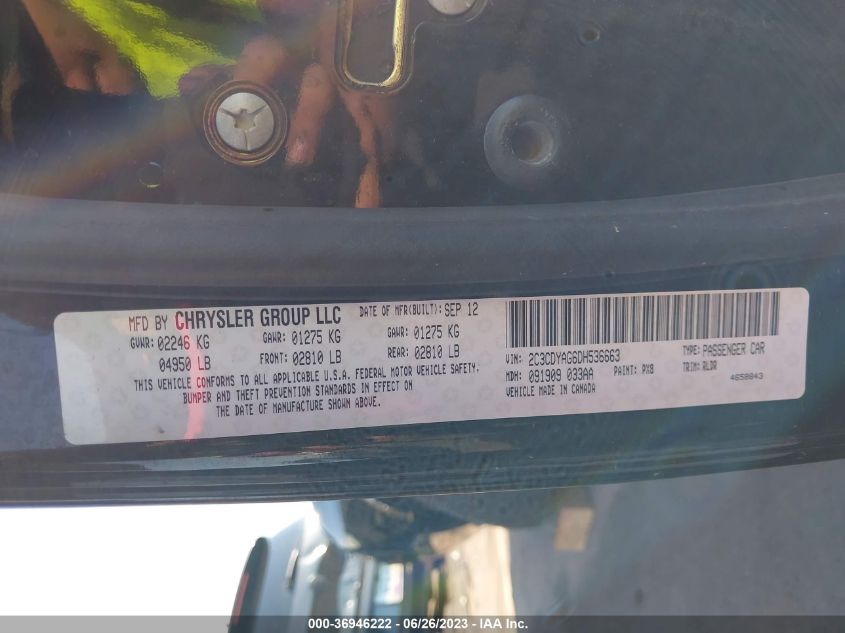 MFD BY CHRYSLER GROUP LLC DATE OF MFR(BUILT): SEP 12
GVWR: 02246 KG GAWR: 01275 KG GAWR: 01275 KG
04950 LB FRONT: 02810 LB REAR: 02810 LB
THIS VEHICLE CONFORMS TO ALL APPLICABLE U.S.A. FEDERAL MOTOR VEHICLE SAFETY,
BUMPER AND THEFT PREVENTION STANDARDS IN EFFECT ON
THE DATE OF MANUFACTURE SHOWN ABOVE.
VIN: 2C3CDYAG6DH536663 TYPE: PASSENGER CAR
MDH: 091909 033AA PAINT: PX8 TRIM: RLDR
VEHICLE MADE IN CANADA 4658843
000-36946222 - 06/26/2023 - IAA Inc.